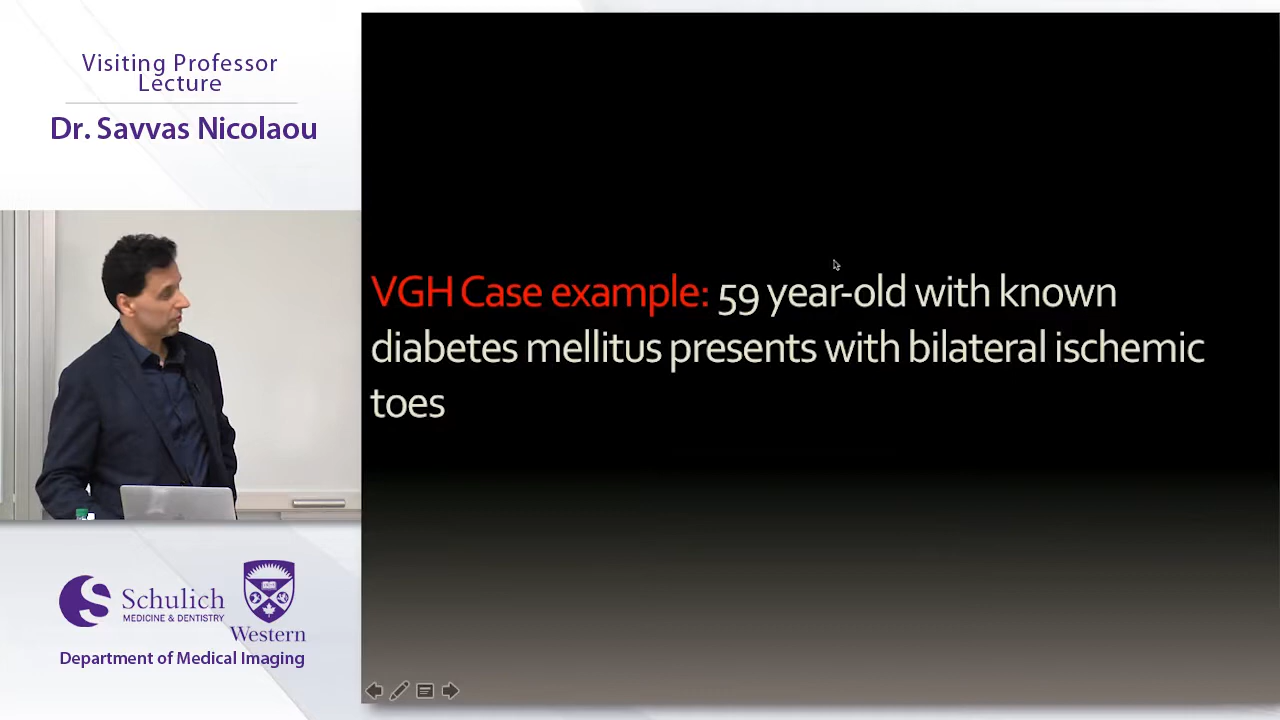 Visiting Professor
Lecture
Dr. Savvas Nicolaou
VGH Case example: 59 year-old with known
diabetes mellitus presents with bilateral ischemic
toes
Schulich
MEDICINE & DENTISTRY
Western
Department of Medical Imaging